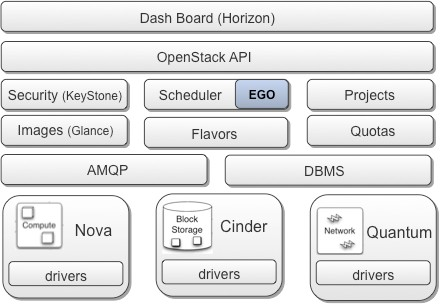 Dash Board (Horizon)
OpenStack API
Security (KeyStone)
Scheduler
EGO
Projects
Images (Glance)
Flavors
Quotas
AMQP
DBMS
Compute
Nova
drivers
Block
Storage
Cinder
drivers
Network
Quantum
drivers